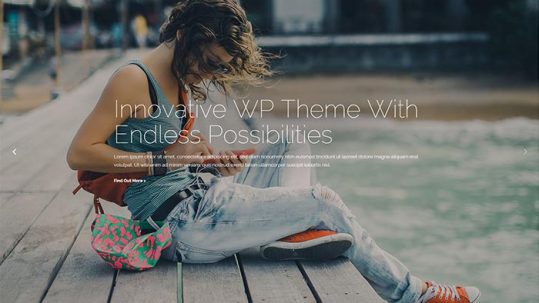 Innovative WP Theme With
Endless Possibilities
Lorem ipsum dolor sit amet, consectetuer adipiscing elit, sed diam nonummy nibh euismod tincidunt ut laoreet dolore magna aliquam erat
volutpat. Ut wisi enim ad minim veniam, quis nostrud exerci tation ullamcorper suscipit lobortis nisl.
Find Out More >